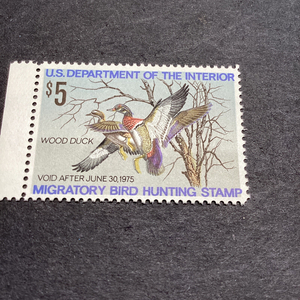 U.S. DEPARTMENT OF THE INTERIOR
$5
WOOD DUCK
VOID AFTER JUNE 30, 1975
MIGRATORY BIRD HUNTING STAMP